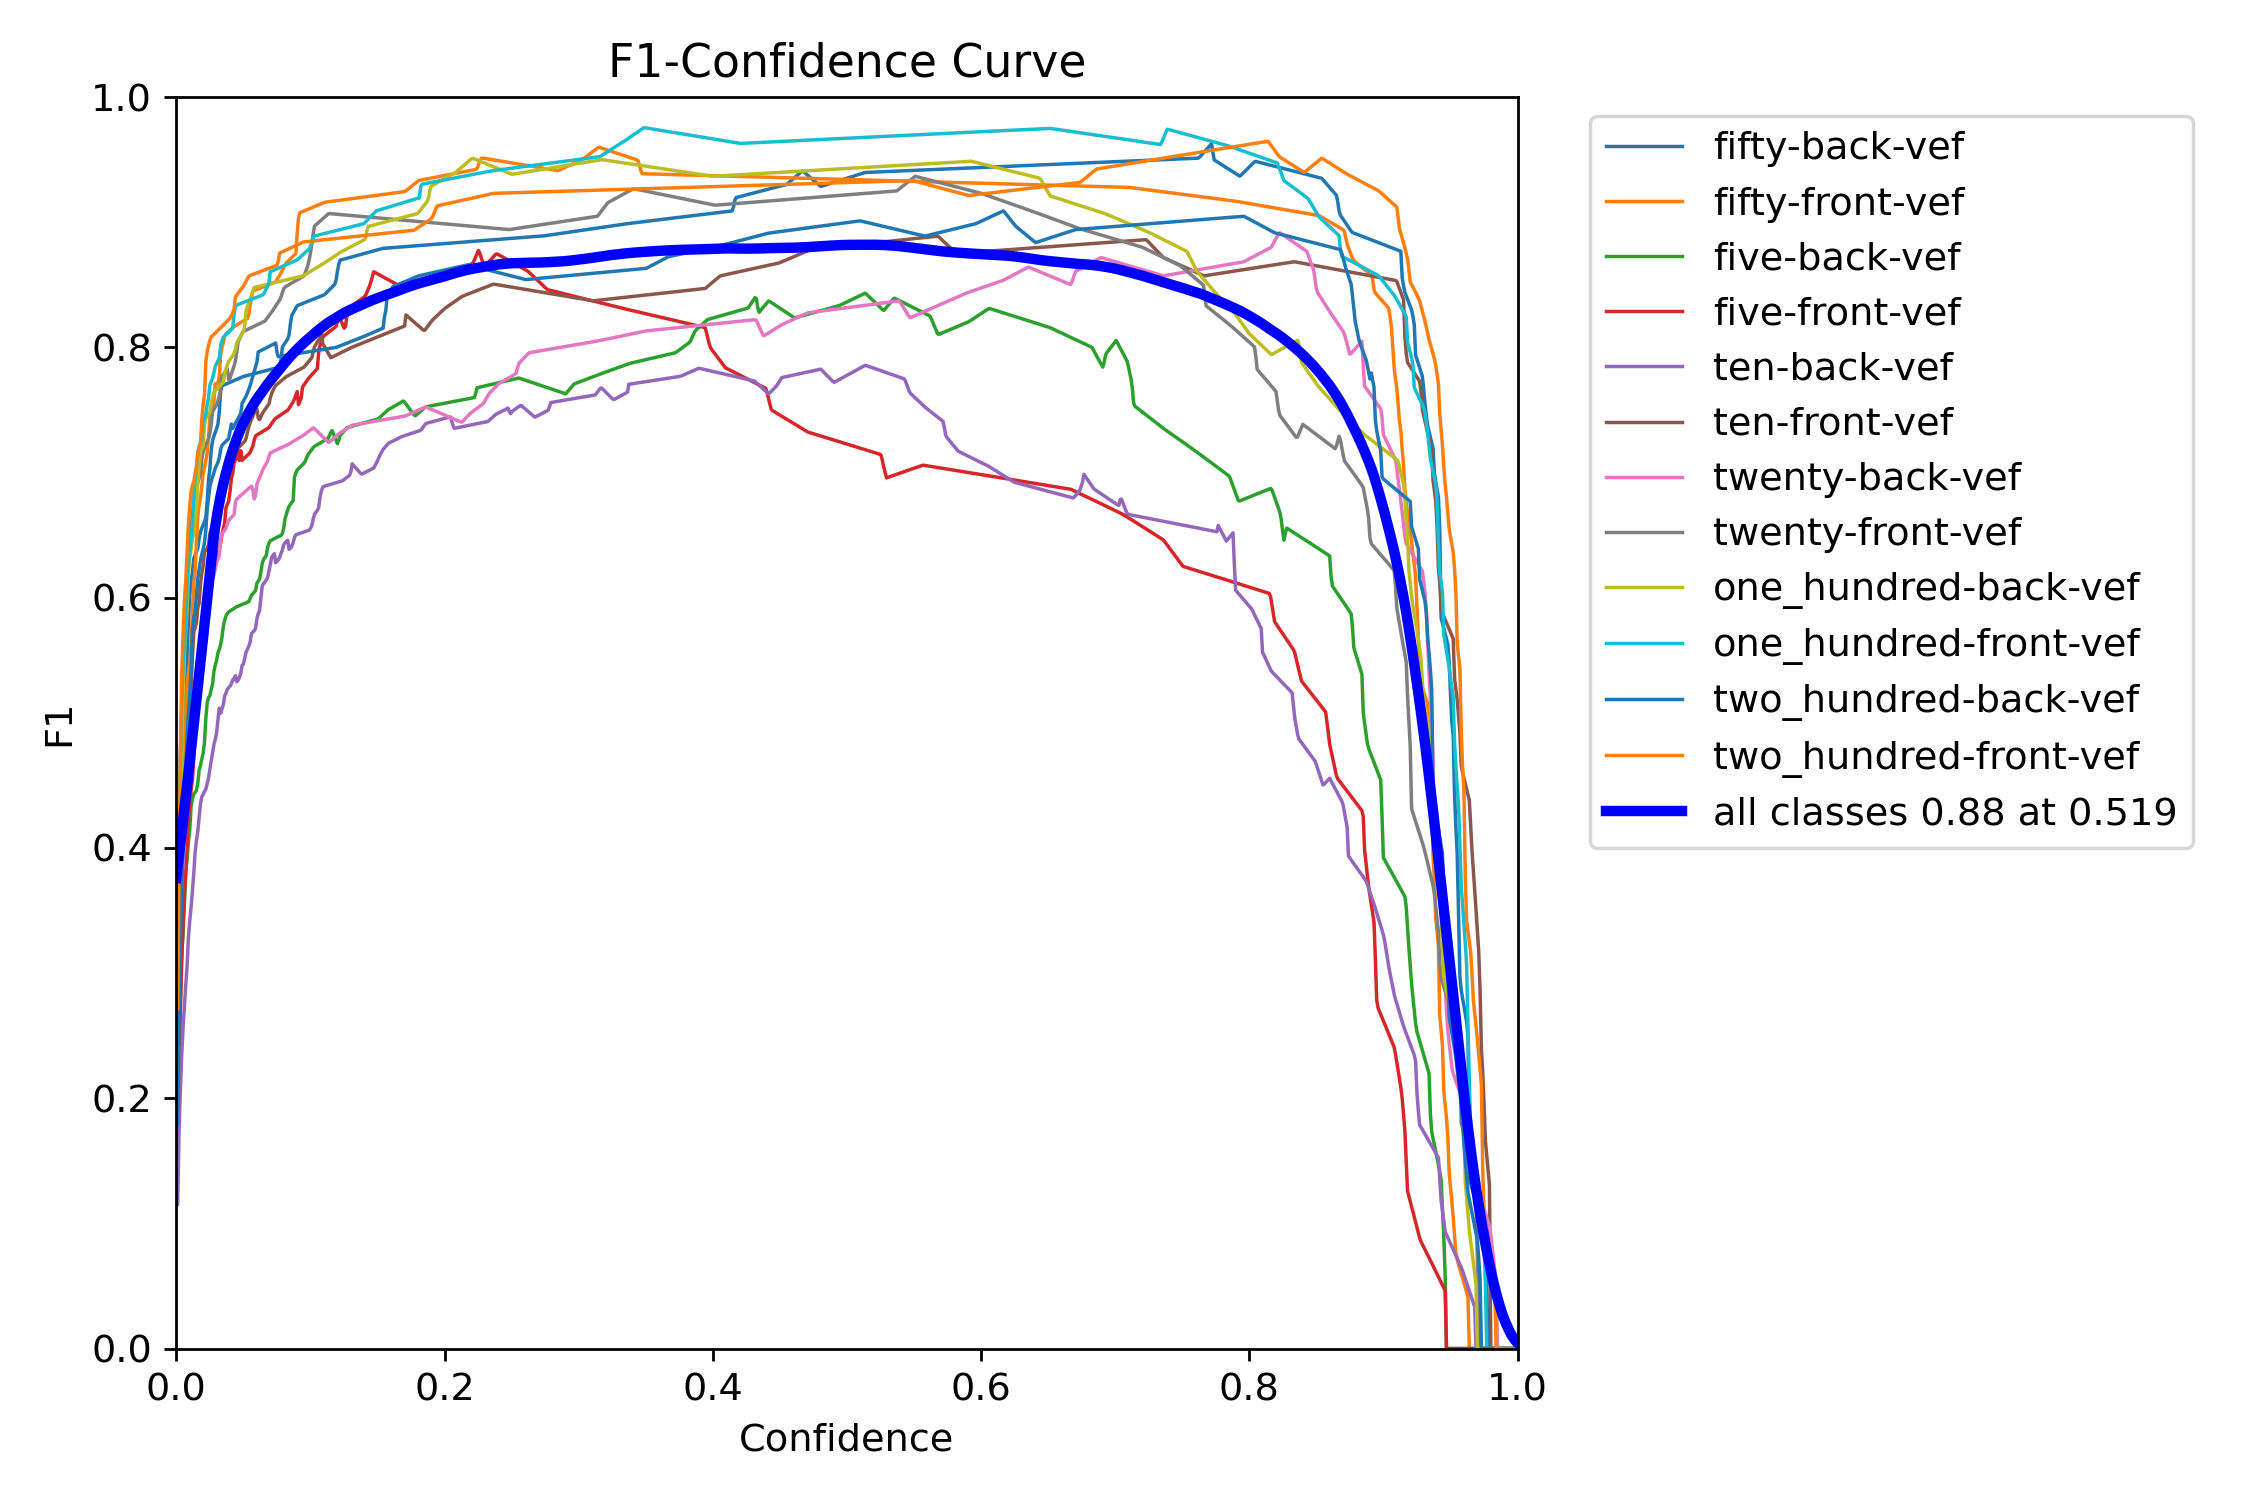 F1-Confidence Curve
1.0
0.8
0.6
0.4
0.2
0.0
F1
0.0 0.2 0.4 0.6 0.8 1.0
Confidence
fifty-back-vef
fifty-front-vef
five-back-vef
five-front-vef
ten-back-vef
ten-front-vef
twenty-back-vef
twenty-front-vef
one_hundred-back-vef
one_hundred-front-vef
two_hundred-back-vef
two_hundred-front-vef
all classes 0.88 at 0.519